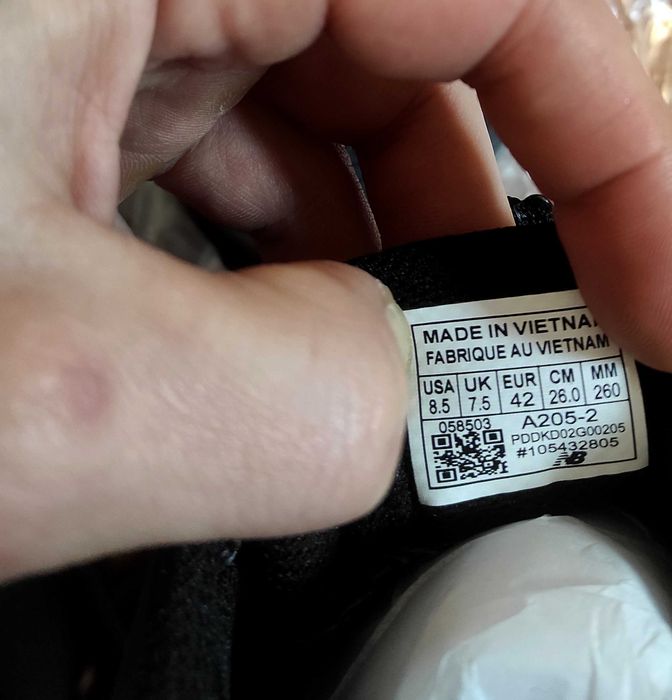 MADE IN VIETNAM
FABRIQUE AU VIETNAM
USA UK EUR CM MM
8.5 7.5 42 26.0 260
058503 A205-2
PDDKD02G00205
#105432805
NB